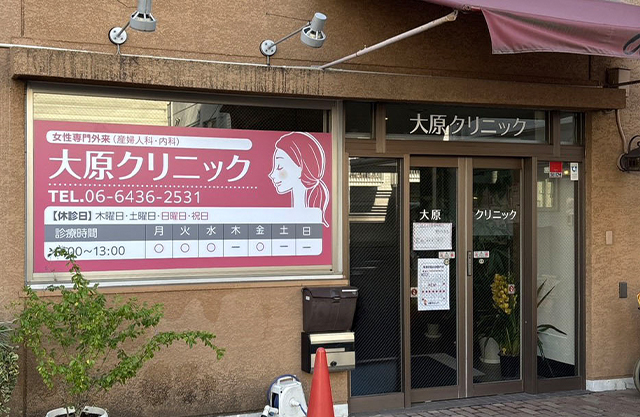 女性専門外来(産婦人科・内科)
大原クリニック
TEL.06-6436-2531
【休診日】木曜日・土曜日・日曜日・祝日
診療時間 月 火 水 木 金 土 日
:00〜13:00 ○ ○ ○ ー ○ ー ー
大原クリニック
大原 クリニック